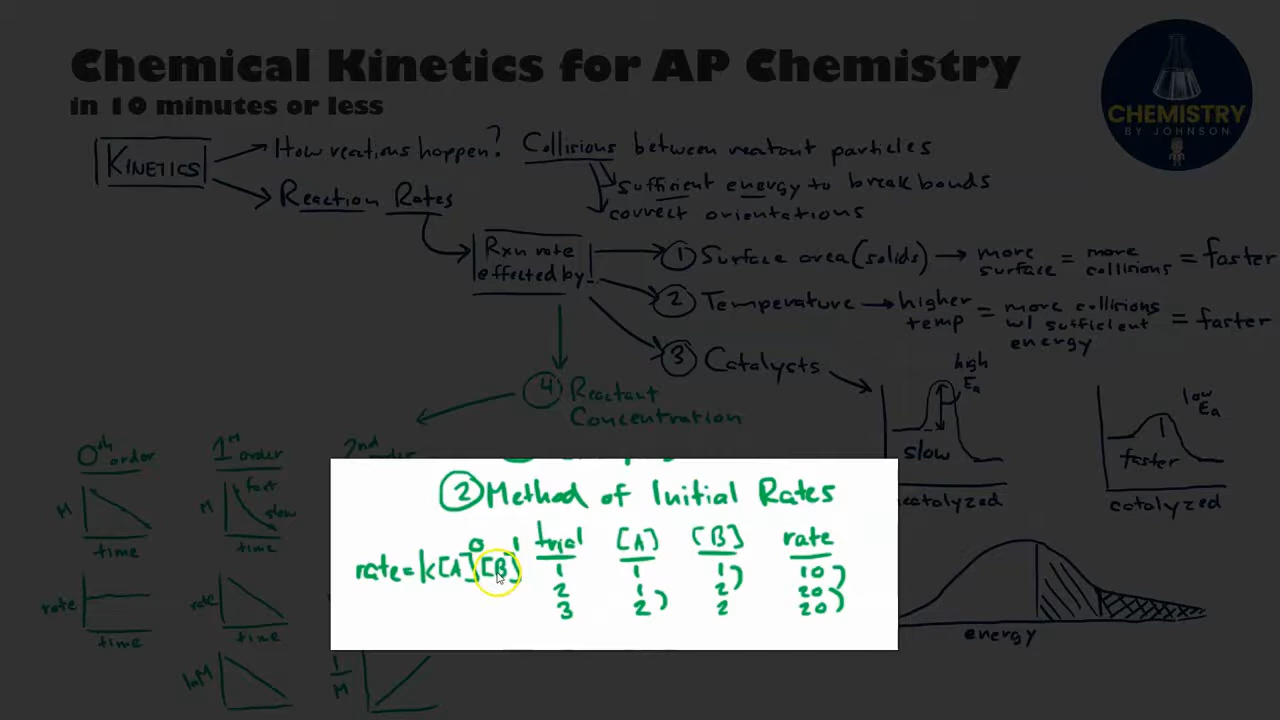 Chemical Kinetics for AP Chemistry
in 10 minutes or less
CHEMISTRY
BY JOHNSON
KINETICS
How reactions happen? Collisions between reactant particles
sufficient energy to break bonds
correct orientations
Reaction Rates
Rxn rate
effected by
① Surface area (solids) → more surface = more collisions = faster
② Temperature → higher temp = more collisions w/ sufficient energy = faster
③ Catalysts
high
Ea
slow
uncatalyzed
low
Ea
faster
catalyzed
④ Reactant
Concentration
0th order
1st order
2nd order
M
time
M
fast
slow
time
rate
time
rate
time
lnM
1/M
② Method of Initial Rates
rate = k[A]⁰[B]¹
trial [A] [B] rate
1 1 1 10
2 1 2 20
3 2 2 20
energy